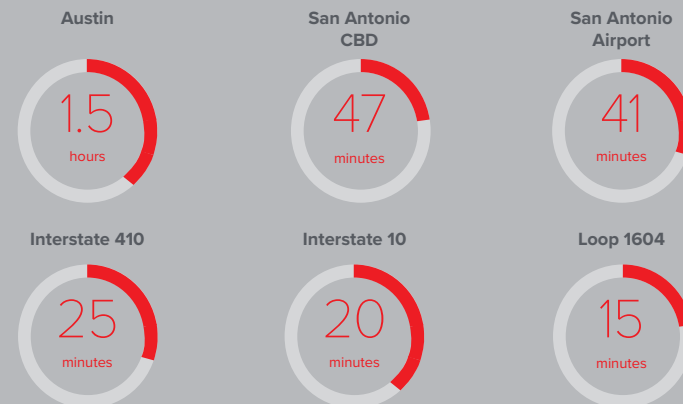 Austin
San Antonio
CBD
San Antonio
Airport
1.5
hours
47
minutes
41
minutes
Interstate 410
Interstate 10
Loop 1604
25
minutes
20
minutes
15
minutes